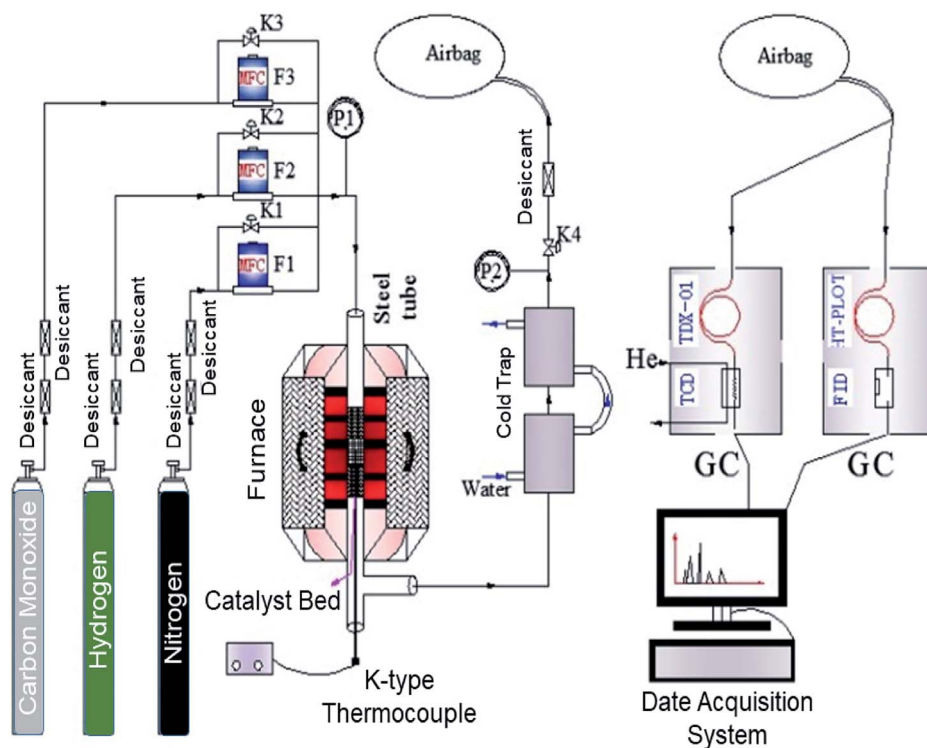 K3
MFC
F3
K2
MFC
F2
K1
MFC
F1
P1
Airbag
Desiccant
K4
P2
Airbag
Desiccant
Desiccant
Desiccant
Desiccant
Desiccant
Desiccant
Steel
tube
Furnace
Cold Trap
Water
TDX-01
He
TCD
GC
HT-PLOT
FID
GC
Catalyst Bed
K-type
Thermocouple
Carbon Monoxide
Hydrogen
Nitrogen
Date Acquisition
System